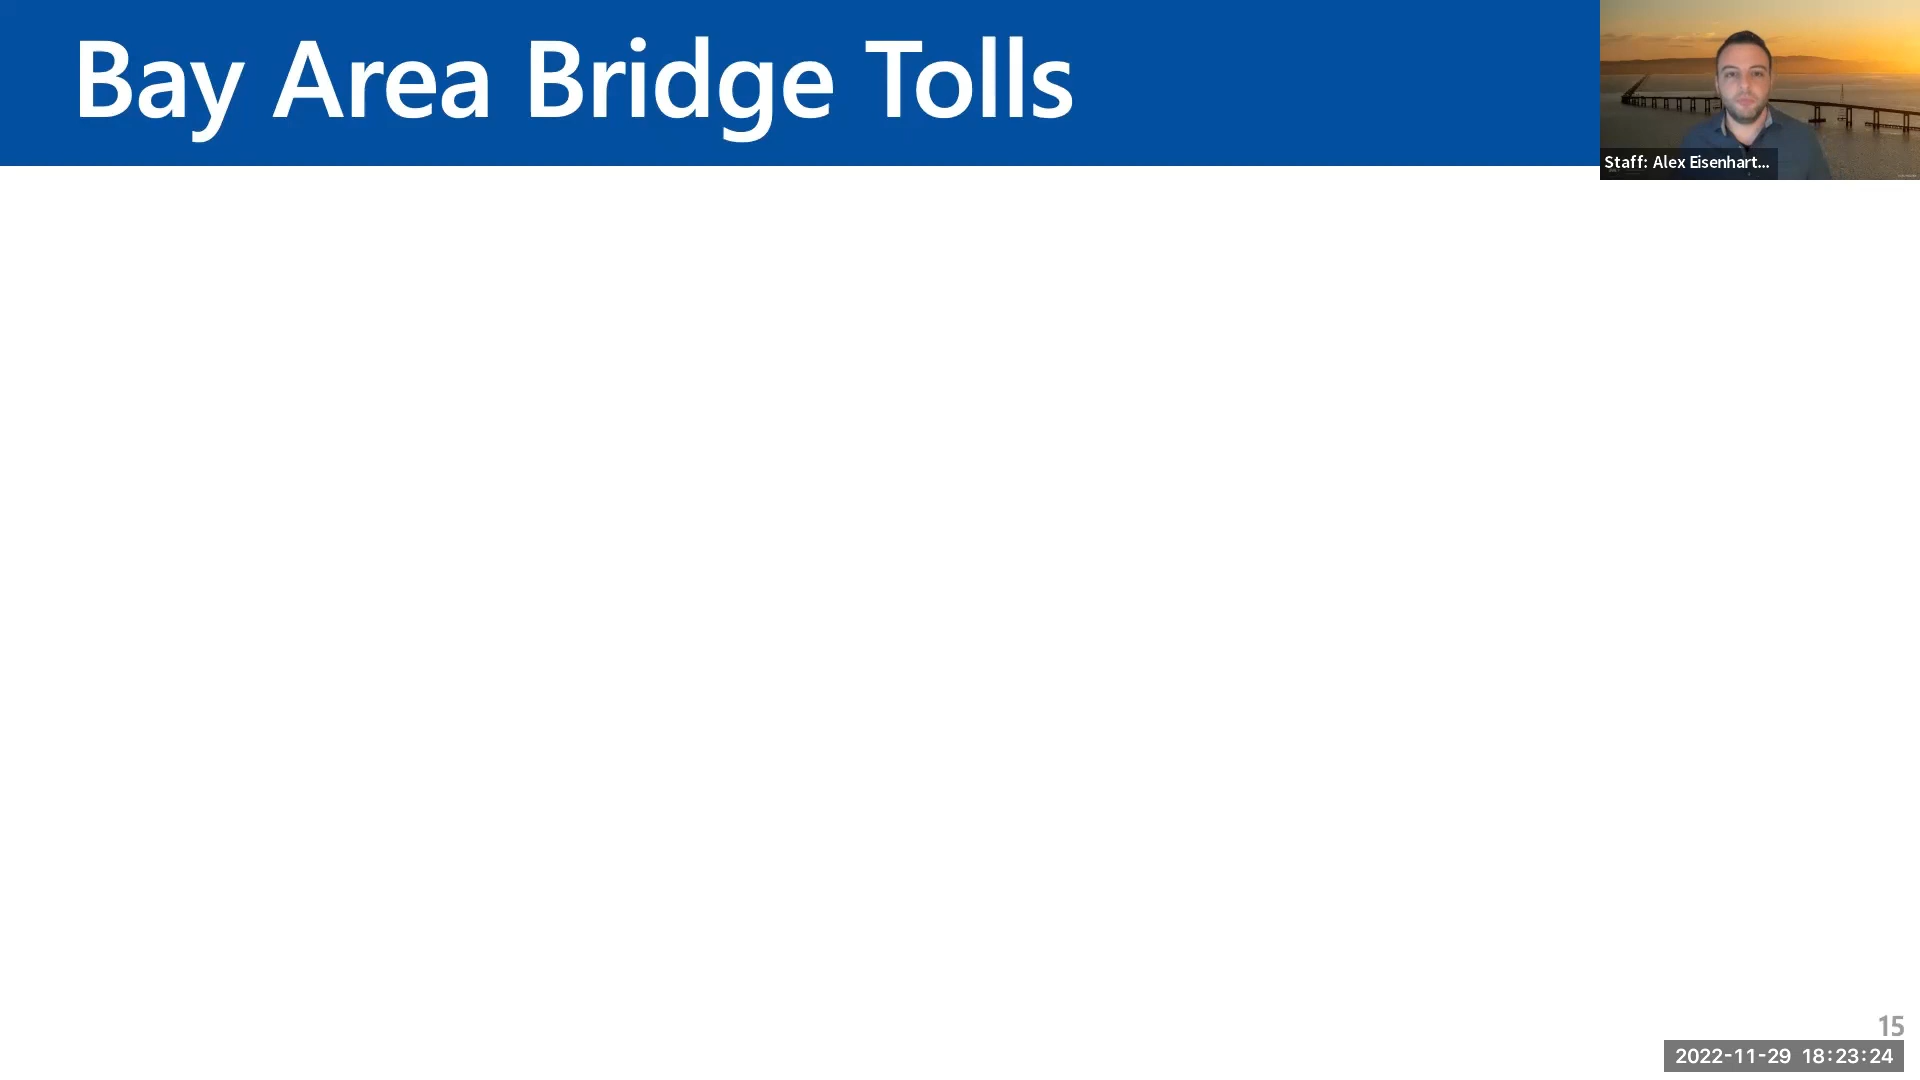 Bay Area Bridge Tolls
Staff: Alex Eisenhart...
15
2022-11-29 18:23:24